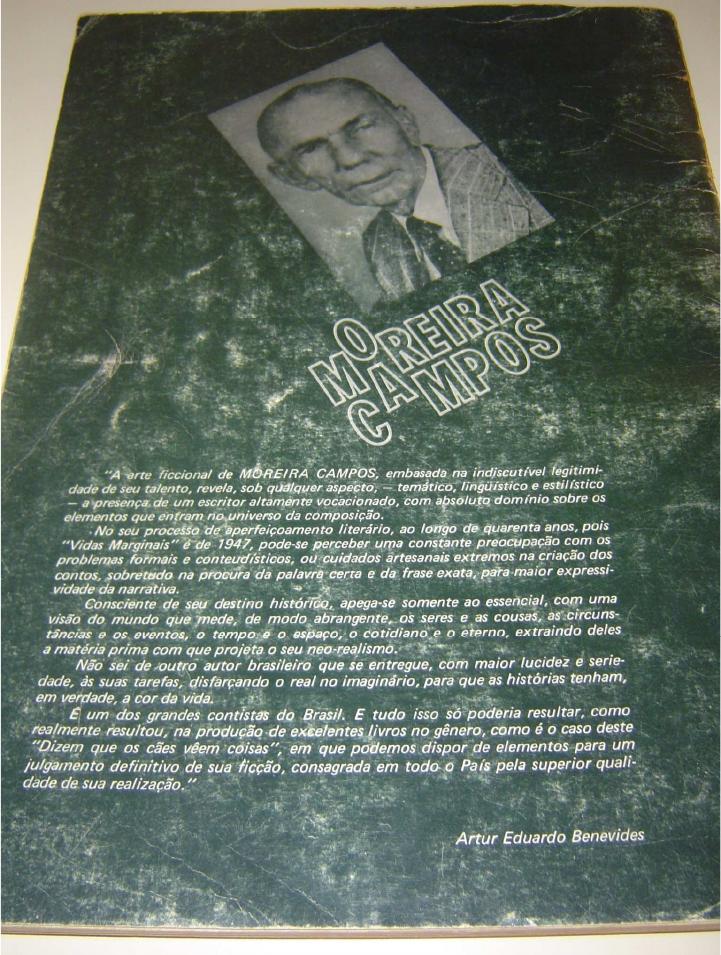 MOREIRA
CAMPOS
"A arte ficcional de MOREIRA CAMPOS, embasada na indiscutível legitimi-
dade de seu talento, revela, sob qualquer aspecto, — temático, lingüístico e estilístico
— a presença de um escritor altamente vocacionado, com absoluto domínio sobre os
elementos que entram no universo da composição.
No seu processo de aperfeiçoamento literário, ao longo de quarenta anos, pois
"Vidas Marginais" é de 1947, pode-se perceber uma constante preocupação com os
problemas formais e conteudísticos, ou cuidados artesanais extremos na criação dos
contos, sobretudo na procura da palavra certa e da frase exata, para maior expressi-
vidade da narrativa.
Consciente de seu destino histórico, apega-se somente ao essencial, com uma
visão do mundo que mede, de modo abrangente, os seres e as cousas, as circuns-
tâncias e os eventos, o tempo e o espaço, o cotidiano e o eterno, extraindo deles
a matéria prima com que projeta o seu neo-realismo.
Não sei de outro autor brasileiro que se entregue, com maior lucidez e serie-
dade, às suas tarefas, disfarçando o real no imaginário, para que as histórias tenham,
em verdade, a cor da vida.
É um dos grandes contistas do Brasil. E tudo isso só poderia resultar, como
realmente resultou, na produção de excelentes livros no gênero, como é o caso deste
"Dizem que os cães vêem coisas", em que podemos dispor de elementos para um
julgamento definitivo de sua ficção, consagrada em todo o País pela superior quali-
dade de sua realização."
Artur Eduardo Benevides